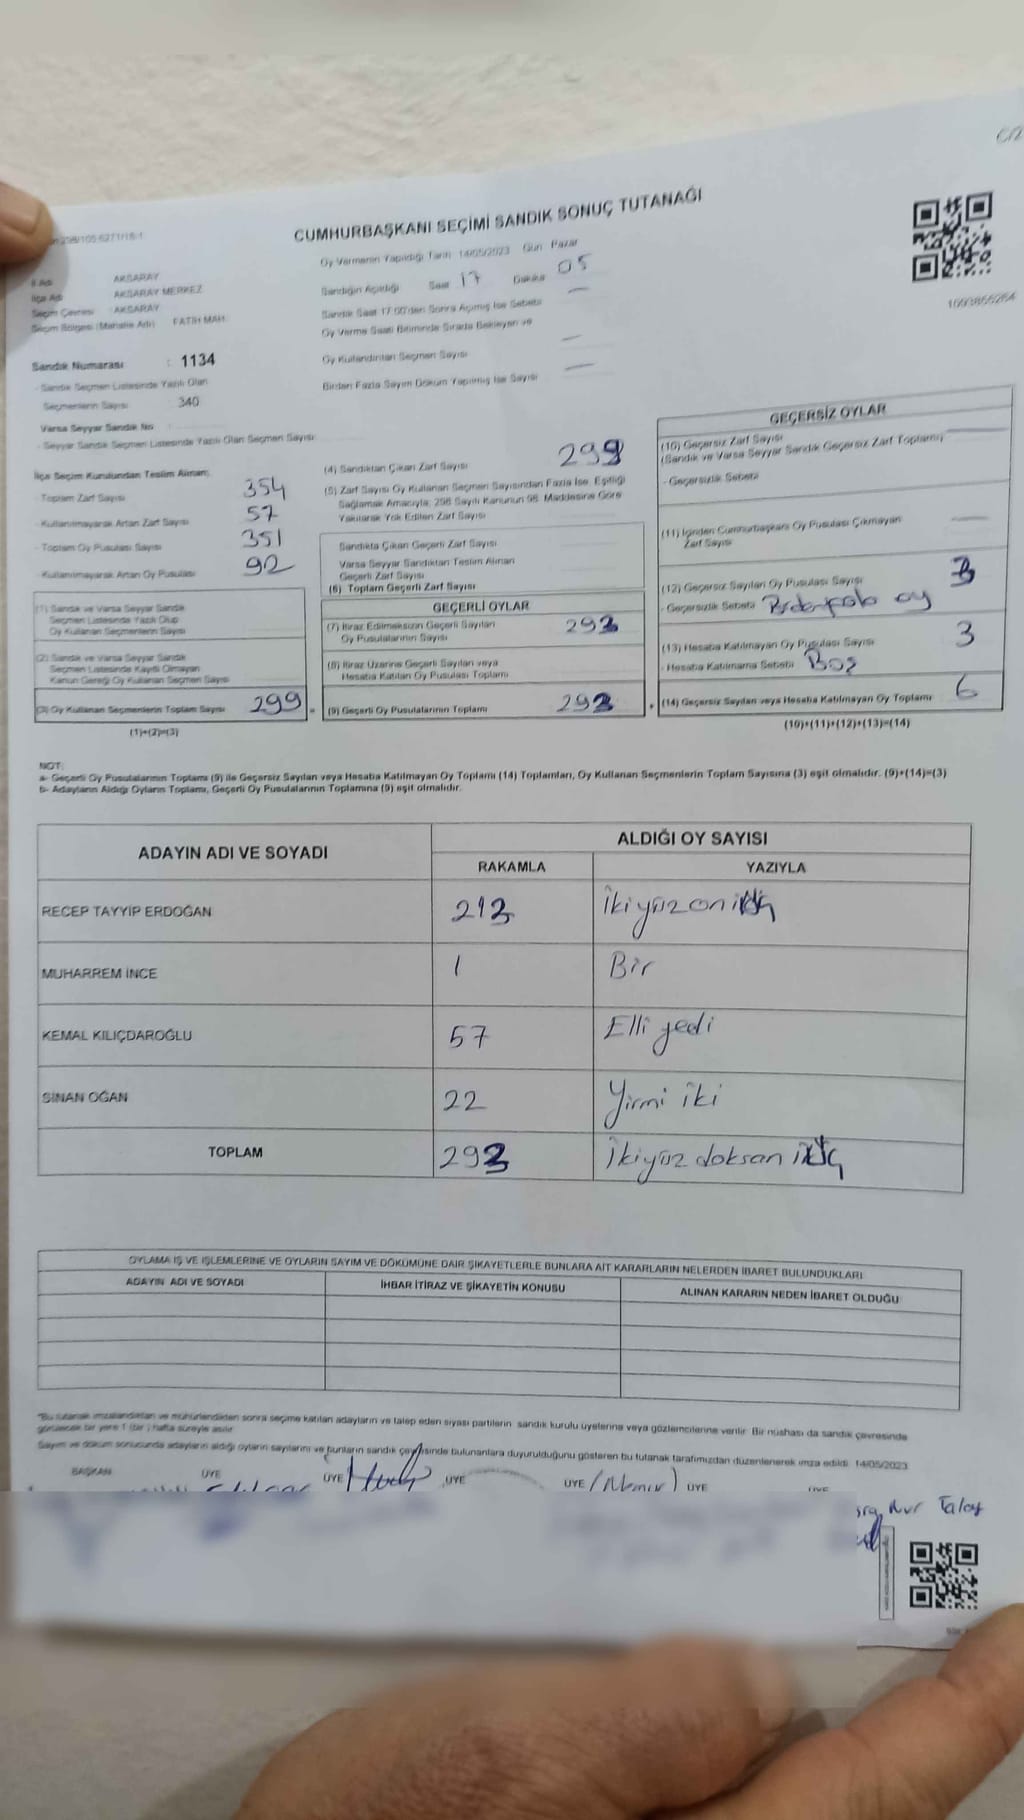 C/2
CUMHURBAŞKANI SEÇİMİ SANDIK SONUÇ TUTANAĞI
Oy Vermenin Yapıldığı Tarih 14/05/2023 Gün Pazar
İl Adı AKSARAY
İlçe Adı AKSARAY MERKEZ
Seçim Çevresi : AKSARAY
Seçim Bölgesi (Mahalle Adı) FATİH MAH.
Sandık Numarası : 1134
- Sandık Seçmen Listesinde Yazılı Olan
Seçmenlerin Sayısı : 340
Varsa Seyyar Sandık No
- Seyyar Sandık Seçmen Listesinde Yazılı Olan Seçmen Sayısı
Sandığın Açıldığı Saat 17 Dakika 05
Sandık Saat 17.00'den Sonra Açılmış İse Sebebi
Oy Verme Saati Bitiminde Sırada Bekleyen ve
Oy Kullandırılan Seçmen Sayısı
Birden Fazla Sayım Döküm Yapılmış İse Sayısı
İlçe Seçim Kurulundan Teslim Alınan;
- Toplam Zarf Sayısı 354
- Kullanılmayarak Artan Zarf Sayısı 57
- Toplam Oy Pusulası Sayısı 351
- Kullanılmayarak Artan Oy Pusulası 92
(1) Sandık ve Varsa Seyyar Sandık
Seçmen Listesinde Yazılı Olup
Oy Kullanan Seçmenlerin Sayısı
(2) Sandık ve Varsa Seyyar Sandık
Seçmen Listesinde Kaydı Olmayan
Kanun Gereği Oy Kullanan Seçmen Sayısı
(3) Oy Kullanan Seçmenlerin Toplam Sayısı 299
(1)+(2)=(3)
(4) Sandıktan Çıkan Zarf Sayısı 299
(5) Zarf Sayısı Oy Kullanan Seçmen Sayısından Fazla İse, Eşitliği
Sağlamak Amacıyla; 298 Sayılı Kanunun 98. Maddesine Göre
Yakılarak Yok Edilen Zarf Sayısı
Sandıkta Çıkan Geçerli Zarf Sayısı
Varsa Seyyar Sandıktan Teslim Alınan
Geçerli Zarf Sayısı
(6) Toplam Geçerli Zarf Sayısı
GEÇERLİ OYLAR
(7) İtiraz Edilmeksizin Geçerli Sayılan
Oy Pusulalarının Sayısı 293
(8) İtiraz Üzerine Geçerli Sayılan veya
Hesaba Katılan Oy Pusulası Toplamı
(9) Geçerli Oy Pusulalarının Toplamı 293
GEÇERSİZ OYLAR
(10) Geçersiz Zarf Sayısı
(Sandık ve Varsa Seyyar Sandık Geçersiz Zarf Toplamı)
- Geçersizlik Sebebi
(11) İçinden Cumhurbaşkanı Oy Pusulası Çıkmayan
Zarf Sayısı
(12) Geçersiz Sayılan Oy Pusulası Sayısı 3
- Geçersizlik Sebebi oy
(13) Hesaba Katılmayan Oy Pusulası Sayısı 3
- Hesaba Katılmama Sebebi Boş
(14) Geçersiz Sayılan veya Hesaba Katılmayan Oy Toplamı 6
(10)+(11)+(12)+(13)=(14)
NOT:
a- Geçerli Oy Pusulalarının Toplamı (9) ile Geçersiz Sayılan veya Hesaba Katılmayan Oy Toplamı (14) Toplamları, Oy Kullanan Seçmenlerin Toplam Sayısına (3) eşit olmalıdır. (9)+(14)=(3)
b- Adayların Aldığı Oyların Toplamı, Geçerli Oy Pusulalarının Toplamına (9) eşit olmalıdır.
ADAYIN ADI VE SOYADI ALDIĞI OY SAYISI
RAKAMLA YAZIYLA
RECEP TAYYİP ERDOĞAN 213 İkiyüz on
MUHARREM İNCE 1 Bir
KEMAL KILIÇDAROĞLU 57 Elli yedi
SİNAN OĞAN 22 Yirmi iki
TOPLAM 293 İkiyüz doksan
OYLAMA İŞ VE İŞLEMLERİNE VE OYLARIN SAYIM VE DÖKÜMÜNE DAİR ŞİKAYETLERLE BUNLARA AİT KARARLARIN NELERDEN İBARET BULUNDUKLARI
ADAYIN ADI VE SOYADI İHBAR İTİRAZ VE ŞİKAYETİN KONUSU ALINAN KARARIN NEDEN İBARET OLDUĞU
*Bu tutanak imzalandıktan ve mühürlendikten sonra seçime katılan adayların ve talep eden siyasi partilerin sandık kurulu üyelerine veya gözlemcilerine verilir. Bir nüshası da sandık çevresinde
görülecek bir yere 1 (bir) hafta süreyle asılır.
Sayım ve döküm sonucunda adayların aldığı oyların sayılarını ve bunların sandık çevresinde bulunanlara duyurulduğunu gösteren bu tutanak tarafımızdan düzenlenerek imza edildi. 14/05/2023
BAŞKAN ÜYE ÜYE ÜYE ÜYE ÜYE
Nur Talay